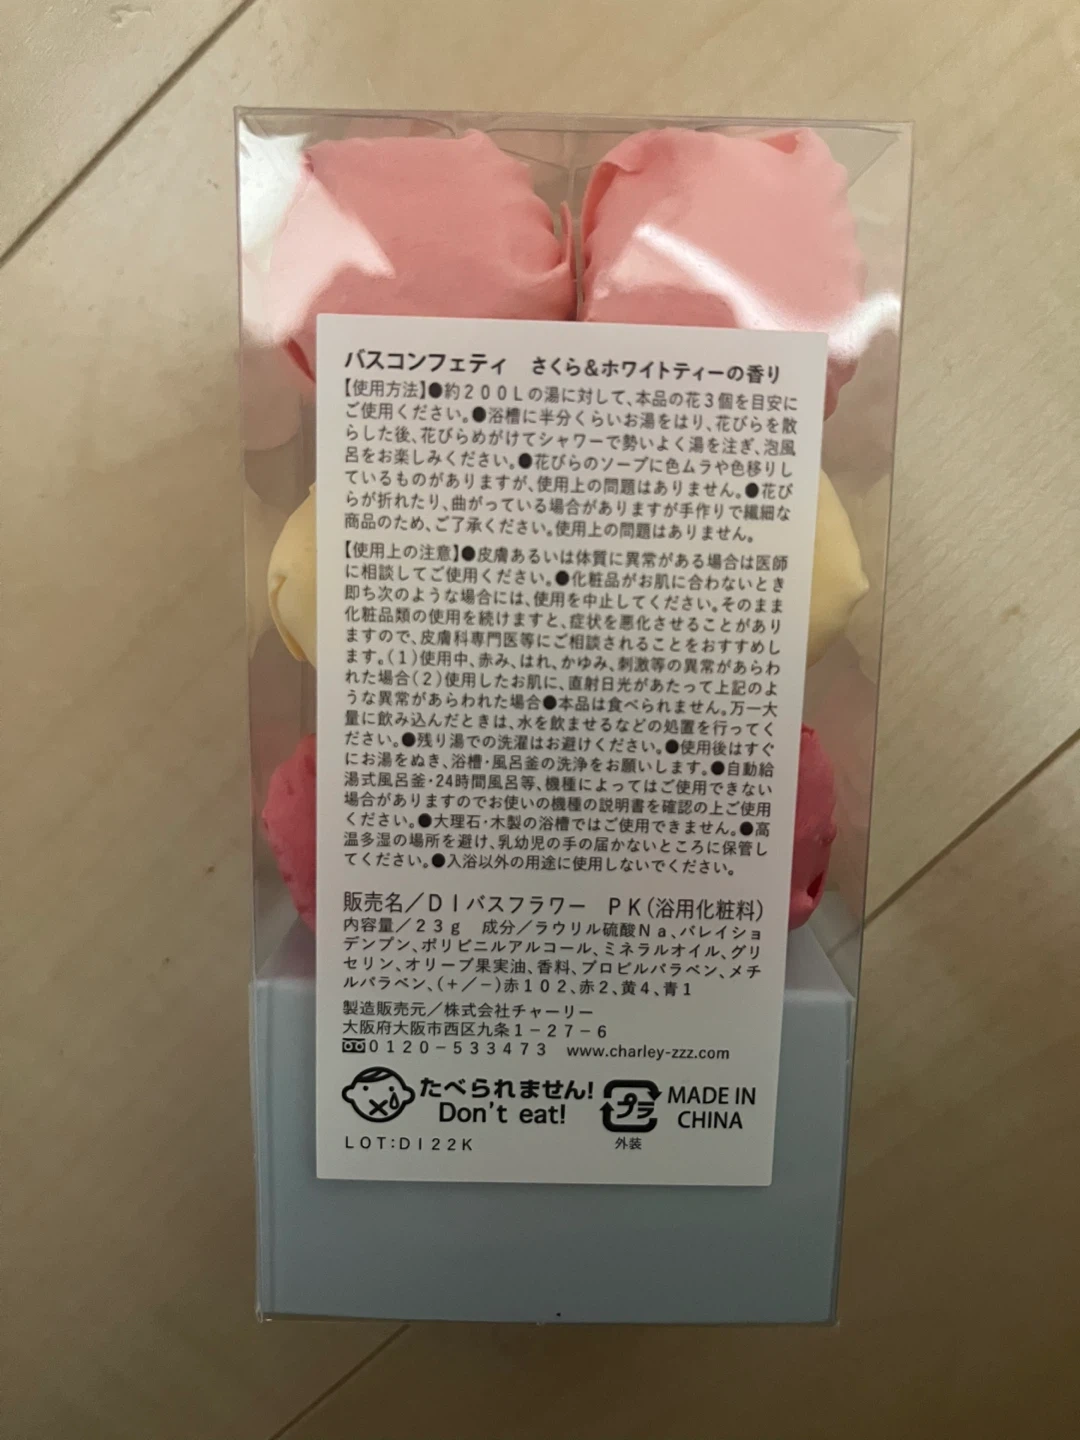 バスコンフェティ　さくら＆ホワイトティーの香り
【使用方法】●約２００Ｌの湯に対して、本品の花３個を目安に
ご使用ください。●浴槽に半分くらいお湯をはり、花びらを散
らした後、花びらめがけてシャワーで勢いよく湯を注ぎ、泡風
呂をお楽しみください。●花びらのソープに色ムラや色移りし
ているものがありますが、使用上の問題はありません。●花び
らが折れたり、曲がっている場合がありますが手作りで繊細な
商品のため、ご了承ください。使用上の問題はありません。
【使用上の注意】●皮膚あるいは体質に異常がある場合は医師
に相談してご使用ください。●化粧品がお肌に合わないとき
即ち次のような場合には、使用を中止してください。そのまま
化粧品類の使用を続けますと、症状を悪化させることがあり
ますので、皮膚科専門医等にご相談されることをおすすめし
ます。（１）使用中、赤み、はれ、かゆみ、刺激等の異常があらわ
れた場合（２）使用したお肌に、直射日光があたって上記のよ
うな異常があらわれた場合●本品は食べられません。万一大
量に飲み込んだときは、水を飲ませるなどの処置を行ってく
ださい。●残り湯での洗濯はお避けください。●使用後はすぐ
にお湯をぬき、浴槽・風呂釜の洗浄をお願いします。●自動給
湯式風呂釜・24時間風呂等、機種によってはご使用できない
場合がありますのでお使いの機種の説明書を確認の上ご使用
ください。●大理石・木製の浴槽ではご使用できません。●高
温多湿の場所を避け、乳幼児の手の届かないところに保管し
てください。●入浴以外の用途に使用しないでください。
販売名／ＤＩバスフラワー　ＰＫ（浴用化粧料）
内容量／２３ｇ　成分／ラウリル硫酸Ｎａ、バレイショ
デンプン、ポリビニルアルコール、ミネラルオイル、グリ
セリン、オリーブ果実油、香料、プロピルパラベン、メチ
ルパラベン、（＋／－）赤１０２、赤２、黄４、青１
製造販売元／株式会社チャーリー
大阪府大阪市西区九条１－２７－６
０１２０－５３３４７３　www.charley-zzz.com
たべられません！
Don't eat!
プラ
外装
MADE IN
CHINA
ＬＯＴ：ＤＩ２２Ｋ